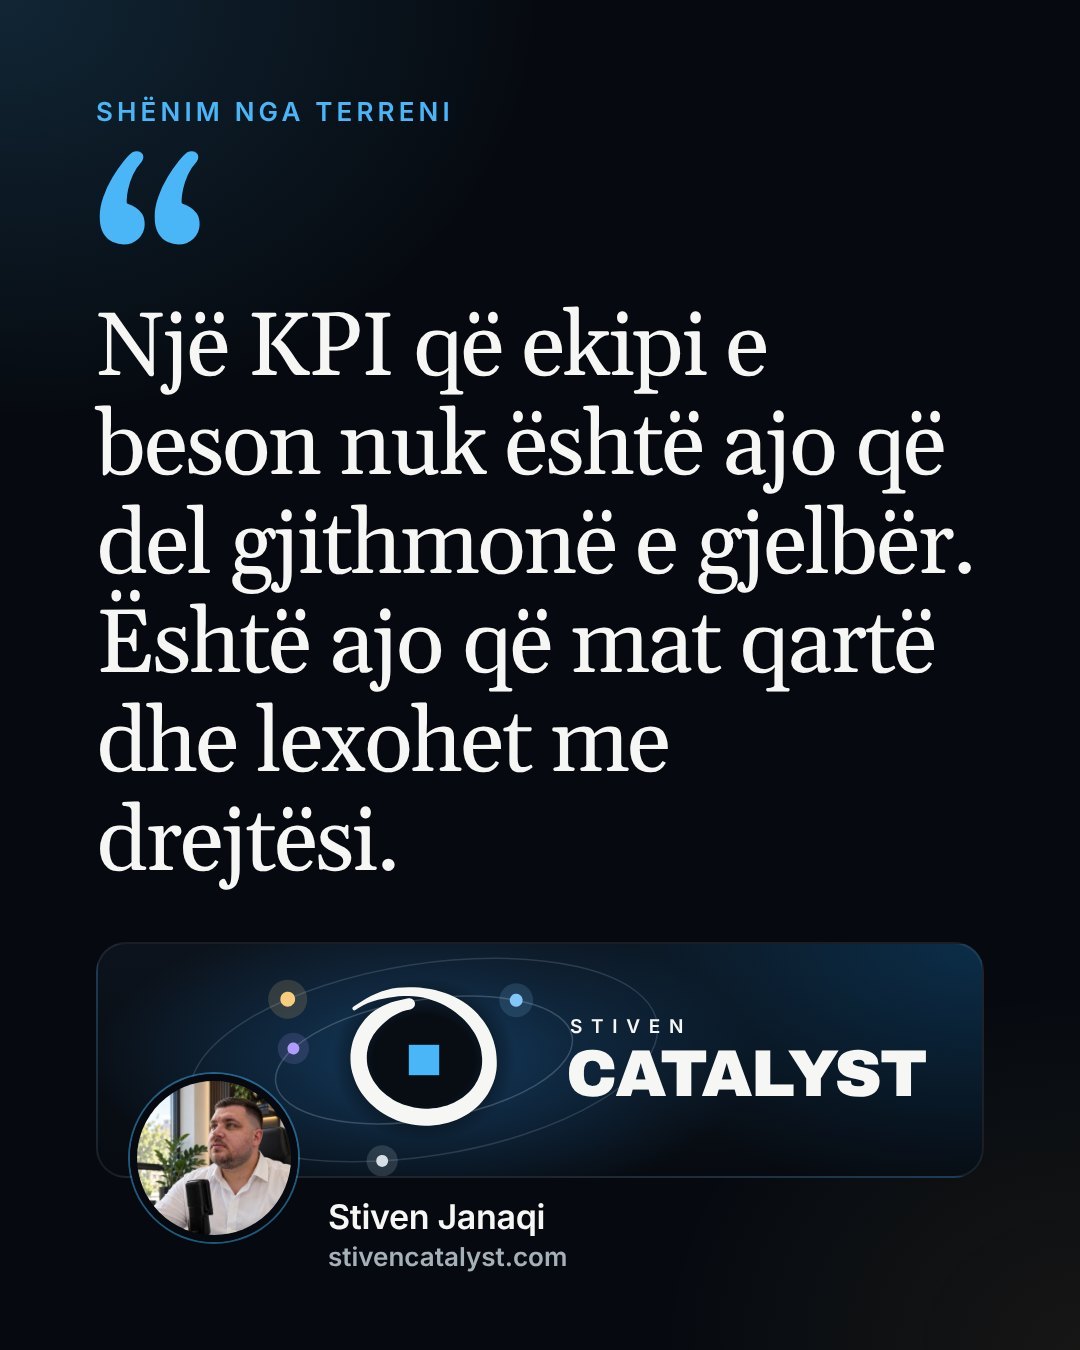 SHËNIM NGA TERRENI
“
Një KPI që ekipi e
beson nuk është ajo që
del gjithmonë e gjelbër.
Është ajo që mat qartë
dhe lexohet me
drejtësi.
STIVEN
CATALYST
Stiven Janaqi
stivencatalyst.com